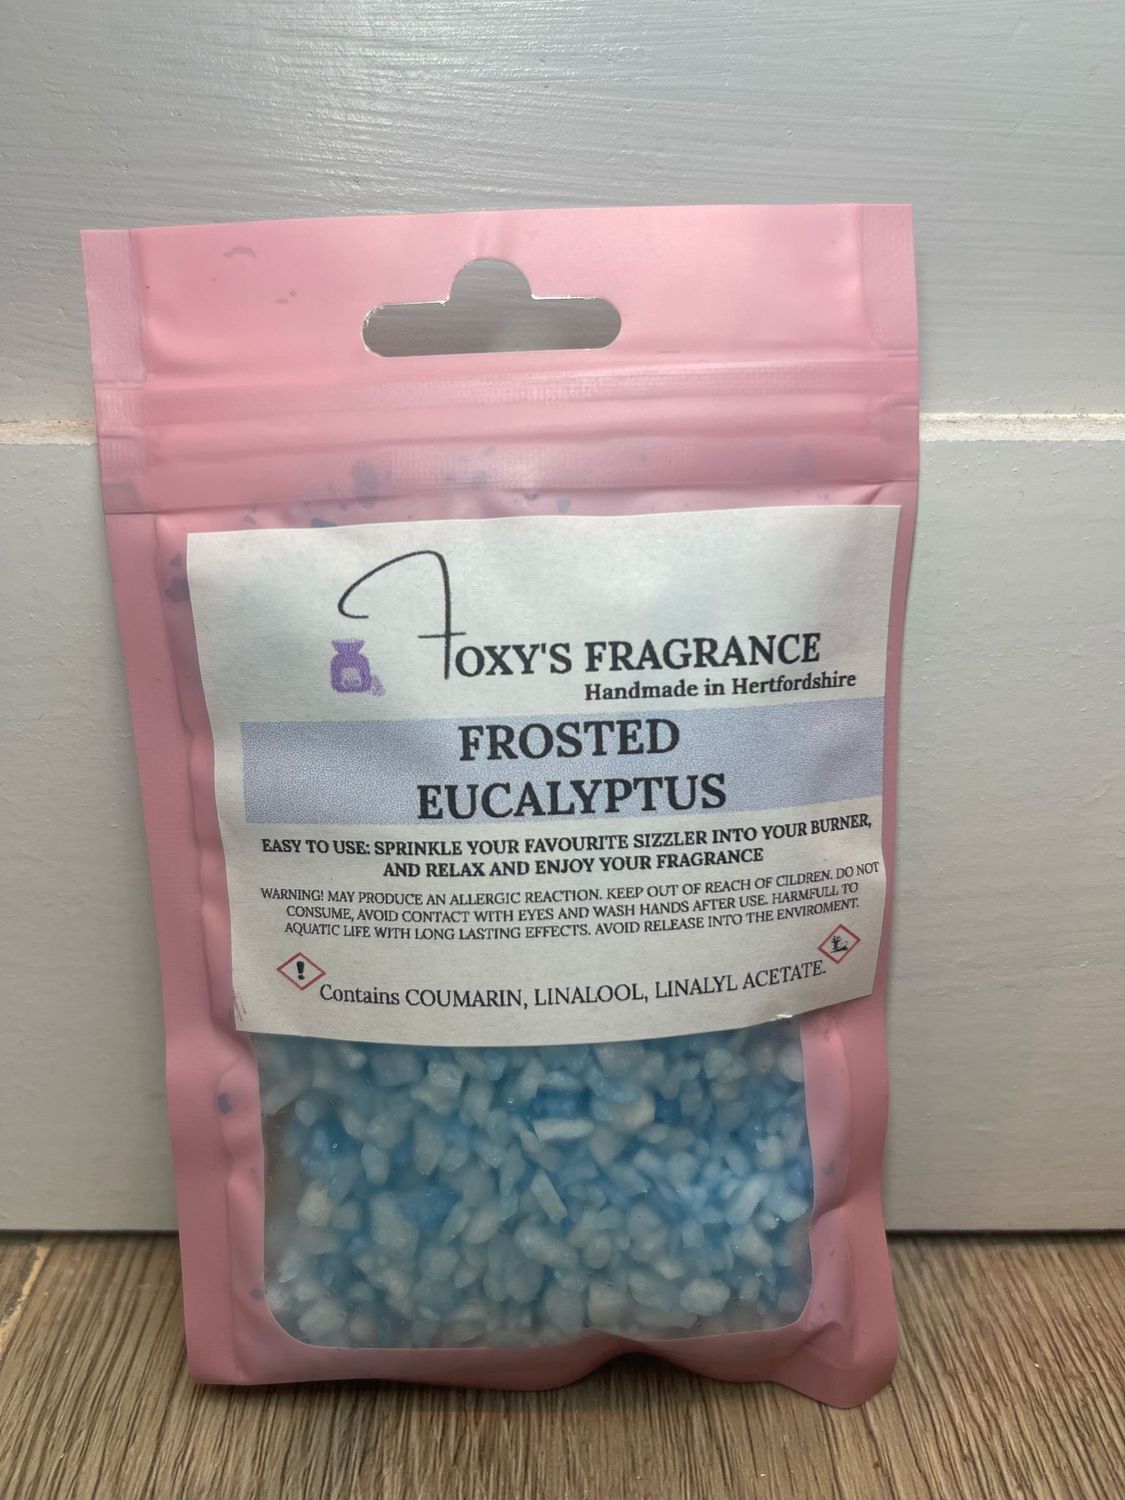 FOXY'S FRAGRANCE
Handmade in Hertfordshire
FROSTED
EUCALYPTUS
EASY TO USE: SPRINKLE YOUR FAVOURITE SIZZLER INTO YOUR BURNER,
AND RELAX AND ENJOY YOUR FRAGRANCE
WARNING! MAY PRODUCE AN ALLERGIC REACTION. KEEP OUT OF REACH OF CILDREN. DO NOT
CONSUME, AVOID CONTACT WITH EYES AND WASH HANDS AFTER USE. HARMFULL TO
AQUATIC LIFE WITH LONG LASTING EFFECTS. AVOID RELEASE INTO THE ENVIROMENT.
Contains COUMARIN, LINALOOL, LINALYL ACETATE.